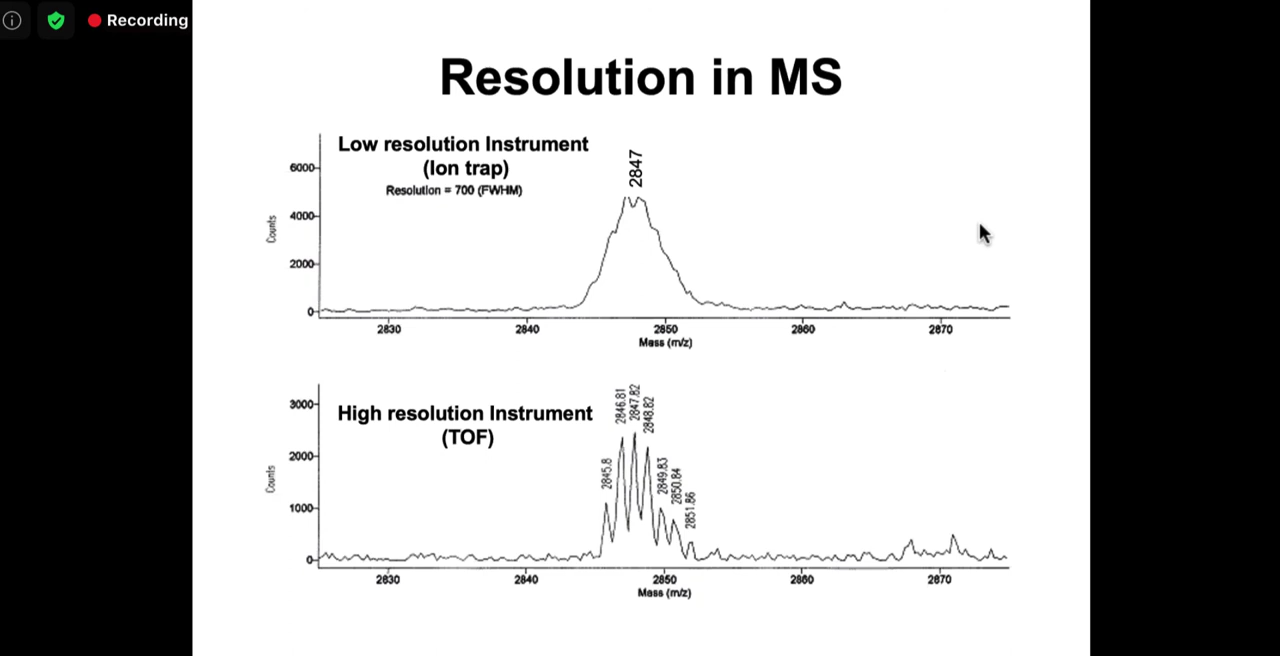 Recording
Resolution in MS
Low resolution Instrument
(Ion trap)
Resolution = 700 (FWHM)
2847
6000
4000
2000
0
Counts
2830 2840 2850 2860 2870
Mass (m/z)
High resolution Instrument
(TOF)
2845.8
2846.81
2847.82
2848.82
2849.83
2850.84
2851.86
3000
2000
1000
0
Counts
2830 2840 2850 2860 2870
Mass (m/z)